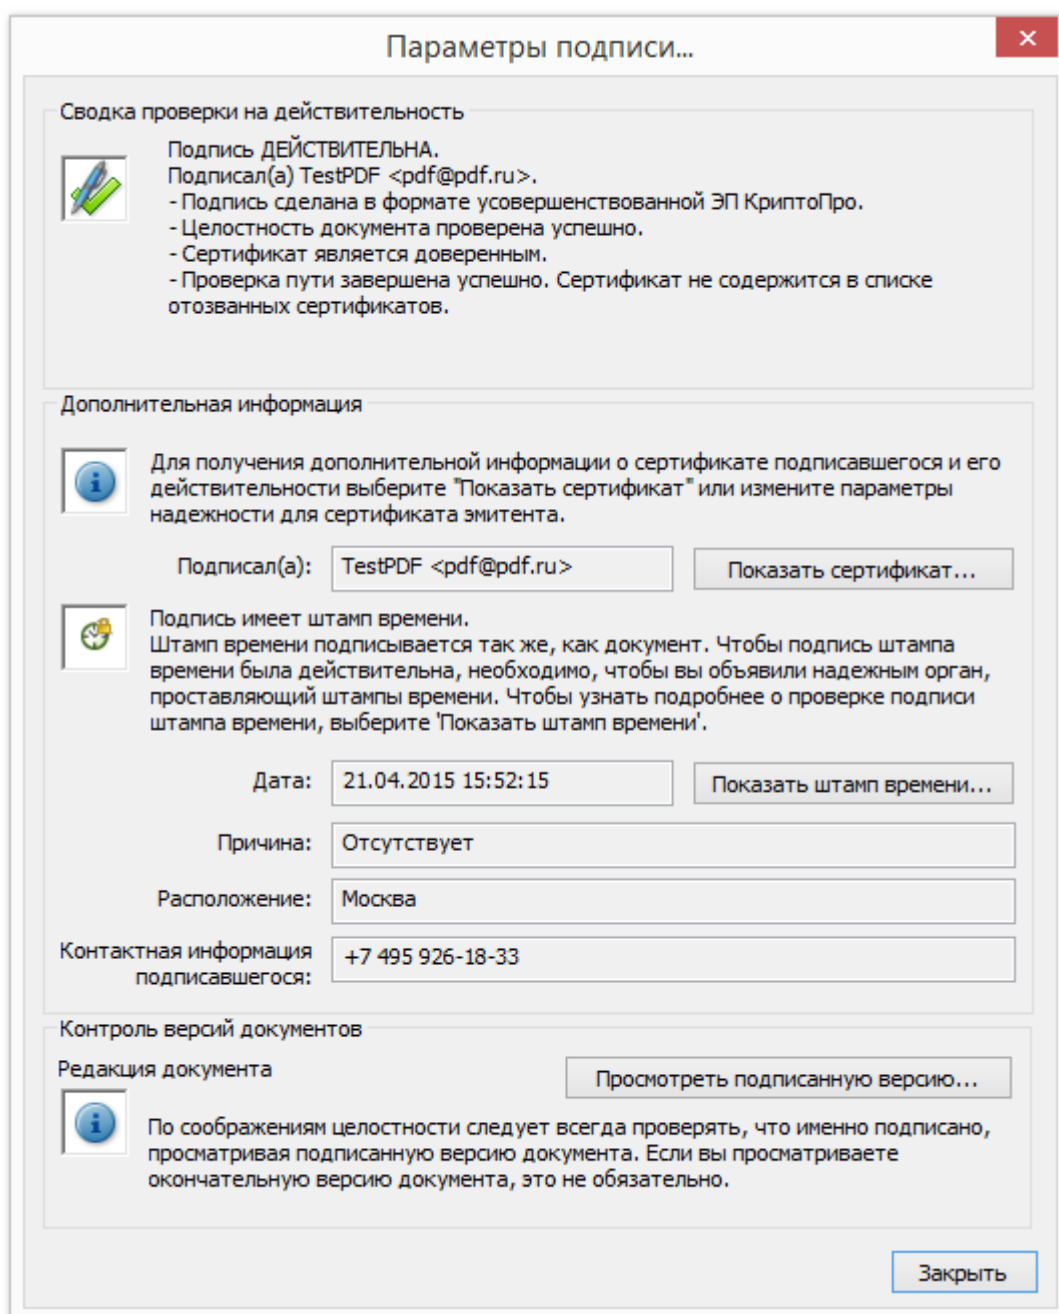 Параметры подписи...
Сводка проверки на действительность
Подпись ДЕЙСТВИТЕЛЬНА.
Подписал(а) TestPDF <pdf@pdf.ru>.
- Подпись сделана в формате усовершенствованной ЭП КриптоПро.
- Целостность документа проверена успешно.
- Сертификат является доверенным.
- Проверка пути завершена успешно. Сертификат не содержится в списке
отозванных сертификатов.
Дополнительная информация
Для получения дополнительной информации о сертификате подписавшегося и его
действительности выберите "Показать сертификат" или измените параметры
надежности для сертификата эмитента.
Подписал(а): TestPDF <pdf@pdf.ru> Показать сертификат...
Подпись имеет штамп времени.
Штамп времени подписывается так же, как документ. Чтобы подпись штампа
времени была действительна, необходимо, чтобы вы объявили надежным орган,
проставляющий штампы времени. Чтобы узнать подробнее о проверке подписи
штампа времени, выберите 'Показать штамп времени'.
Дата: 21.04.2015 15:52:15 Показать штамп времени...
Причина: Отсутствует
Расположение: Москва
Контактная информация
подписавшегося: +7 495 926-18-33
Контроль версий документов
Редакция документа Просмотреть подписанную версию...
По соображениям целостности следует всегда проверять, что именно подписано,
просматривая подписанную версию документа. Если вы просматриваете
окончательную версию документа, это не обязательно.
Закрыть